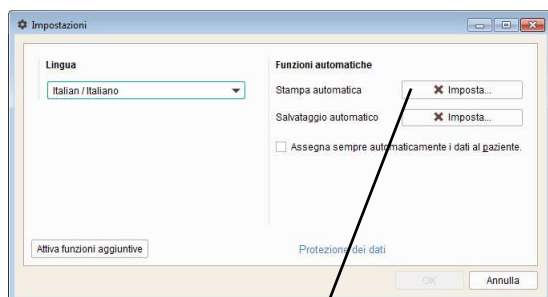 Impostazioni
Lingua
Italian / Italiano
Funzioni automatiche
Stampa automatica
Imposta...
Salvataggio automatico
Imposta...
Assegna sempre automaticamente i dati al paziente.
Attiva funzioni aggiuntive
Protezione dei dati
OK
Annulla